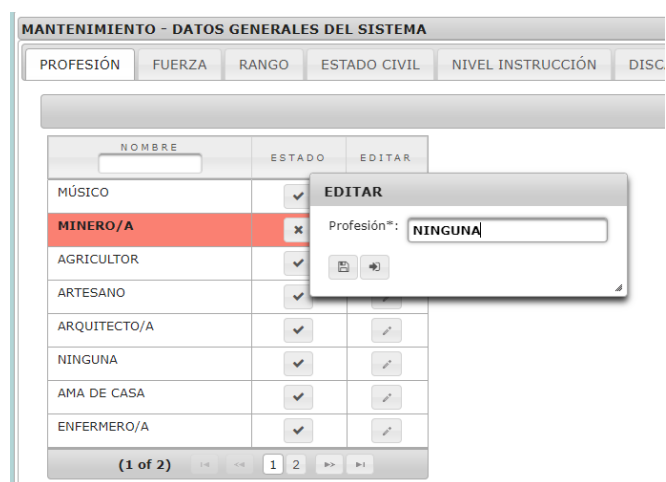 MANTENIMIENTO - DATOS GENERALES DEL SISTEMA
PROFESIÓN FUERZA RANGO ESTADO CIVIL NIVEL INSTRUCCIÓN DISC
NOMBRE ESTADO EDITAR
MÚSICO
EDITAR
MINERO/A
Profesión*: NINGUNA
AGRICULTOR
ARTESANO
ARQUITECTO/A
NINGUNA
AMA DE CASA
ENFERMERO/A
(1 of 2) 1 2